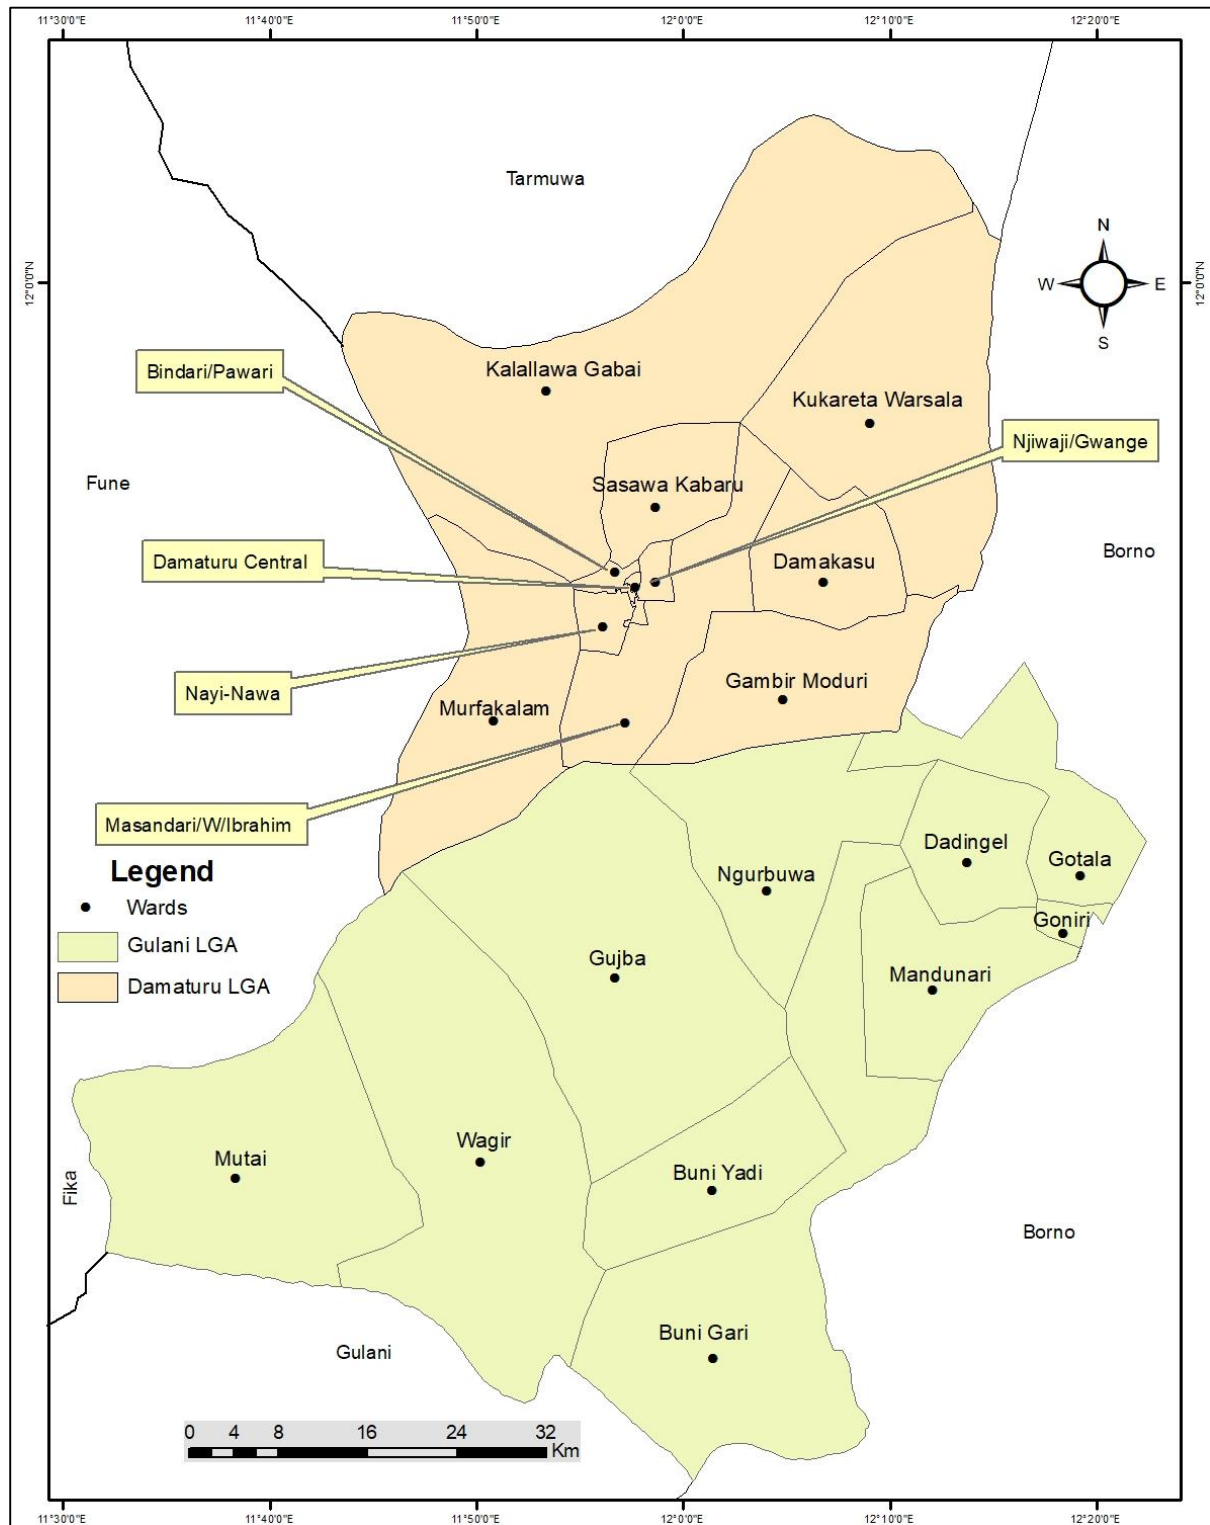 11°30'0"E 11°40'0"E 11°50'0"E 12°0'0"E 12°10'0"E 12°20'0"E
Tarmuwa
N
W E
S
12°0'0"N 12°0'0"N
Bindari/Pawari
Kalallawa Gabai
Kukareta Warsala
Njiwaji/Gwange
Fune
Sasawa Kabaru
Damaturu Central
Damakasu
Borno
Nayi-Nawa
Gambir Moduri
Murfakalam
Masandari/W/Ibrahim
Dadingel
Gotala
Legend
Wards
Gulani LGA
Damaturu LGA
Ngurbuwa
Goniri
Gujba
Mandunari
Wagir
Mutai
Buni Yadi
Fika
Borno
Buni Gari
Gulani
0 4 8 16 24 32
Km
11°30'0"E 11°40'0"E 11°50'0"E 12°0'0"E 12°10'0"E 12°20'0"E